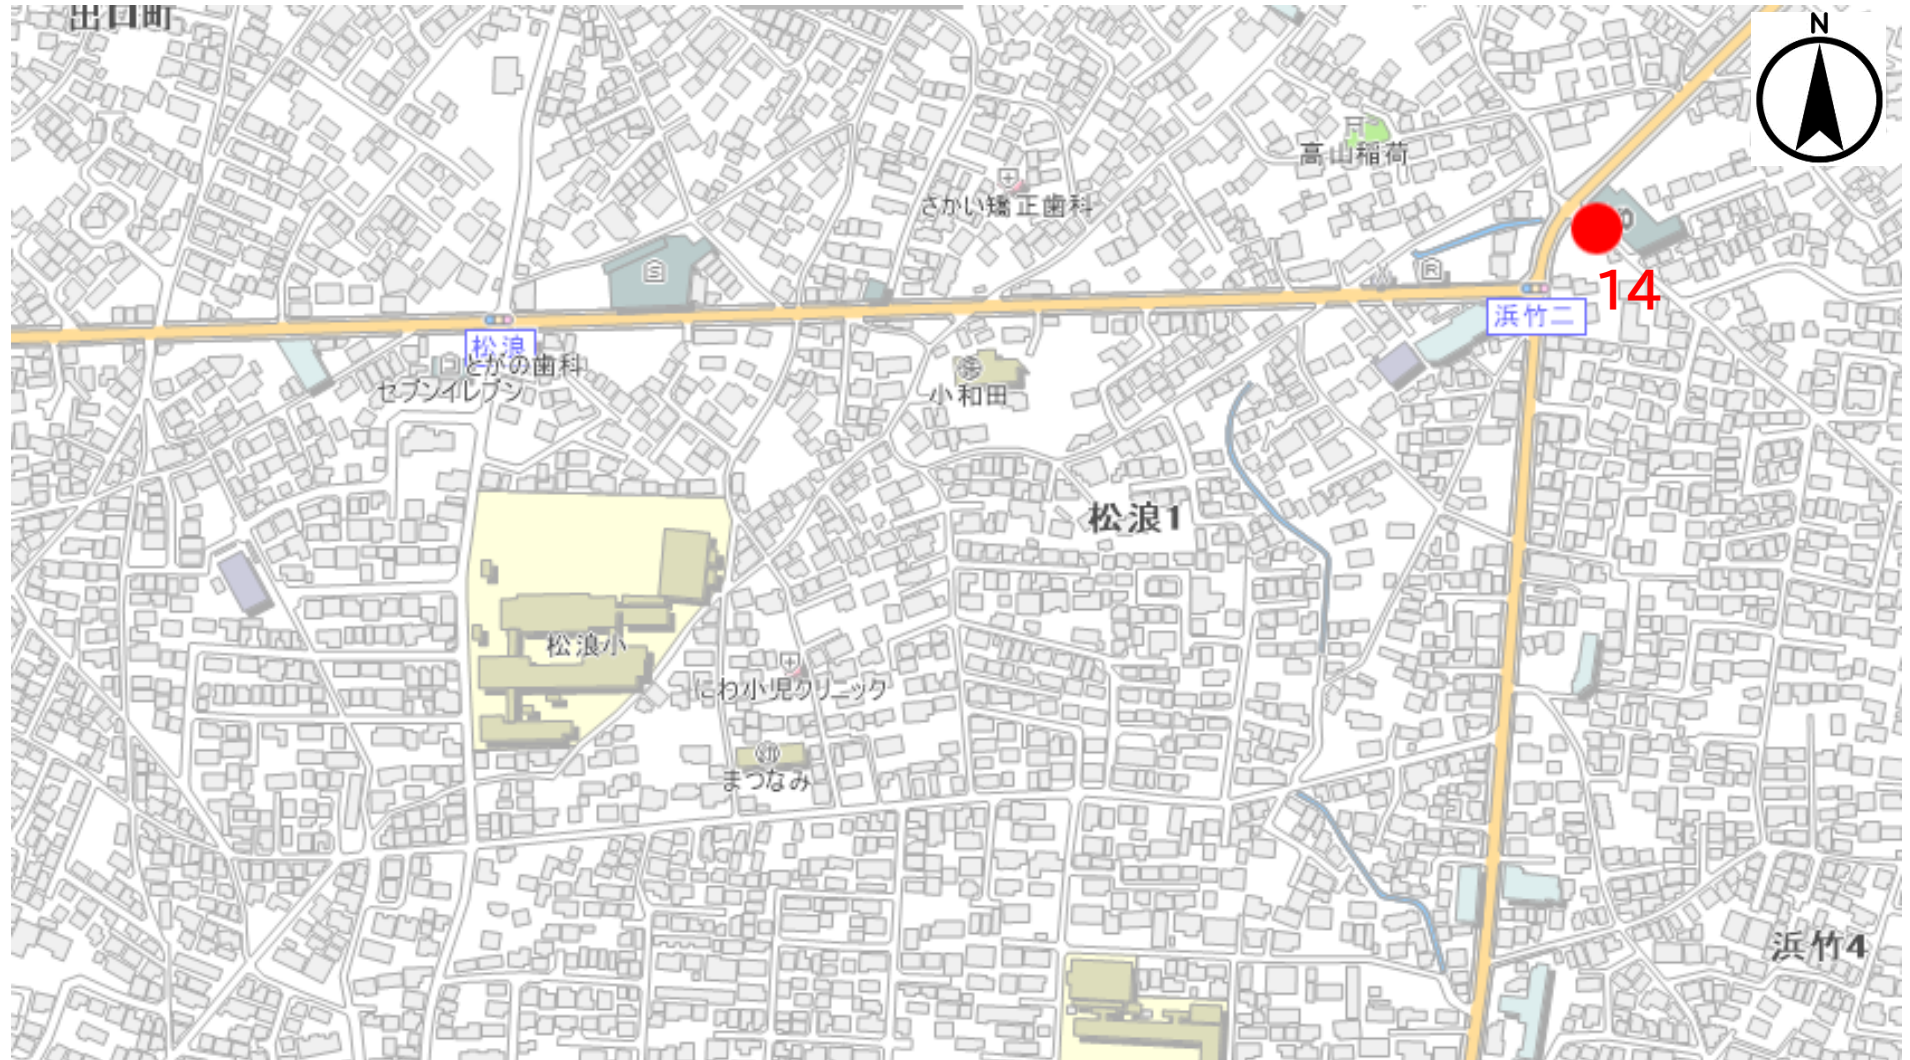 出口町
N
高山稲荷
さかい矯正歯科
S
R
14
浜竹二
松浪
とがの歯科
セブンイレブン
小和田
松浪1
松浪小
にわ小児クリニック
まつなみ
浜竹4